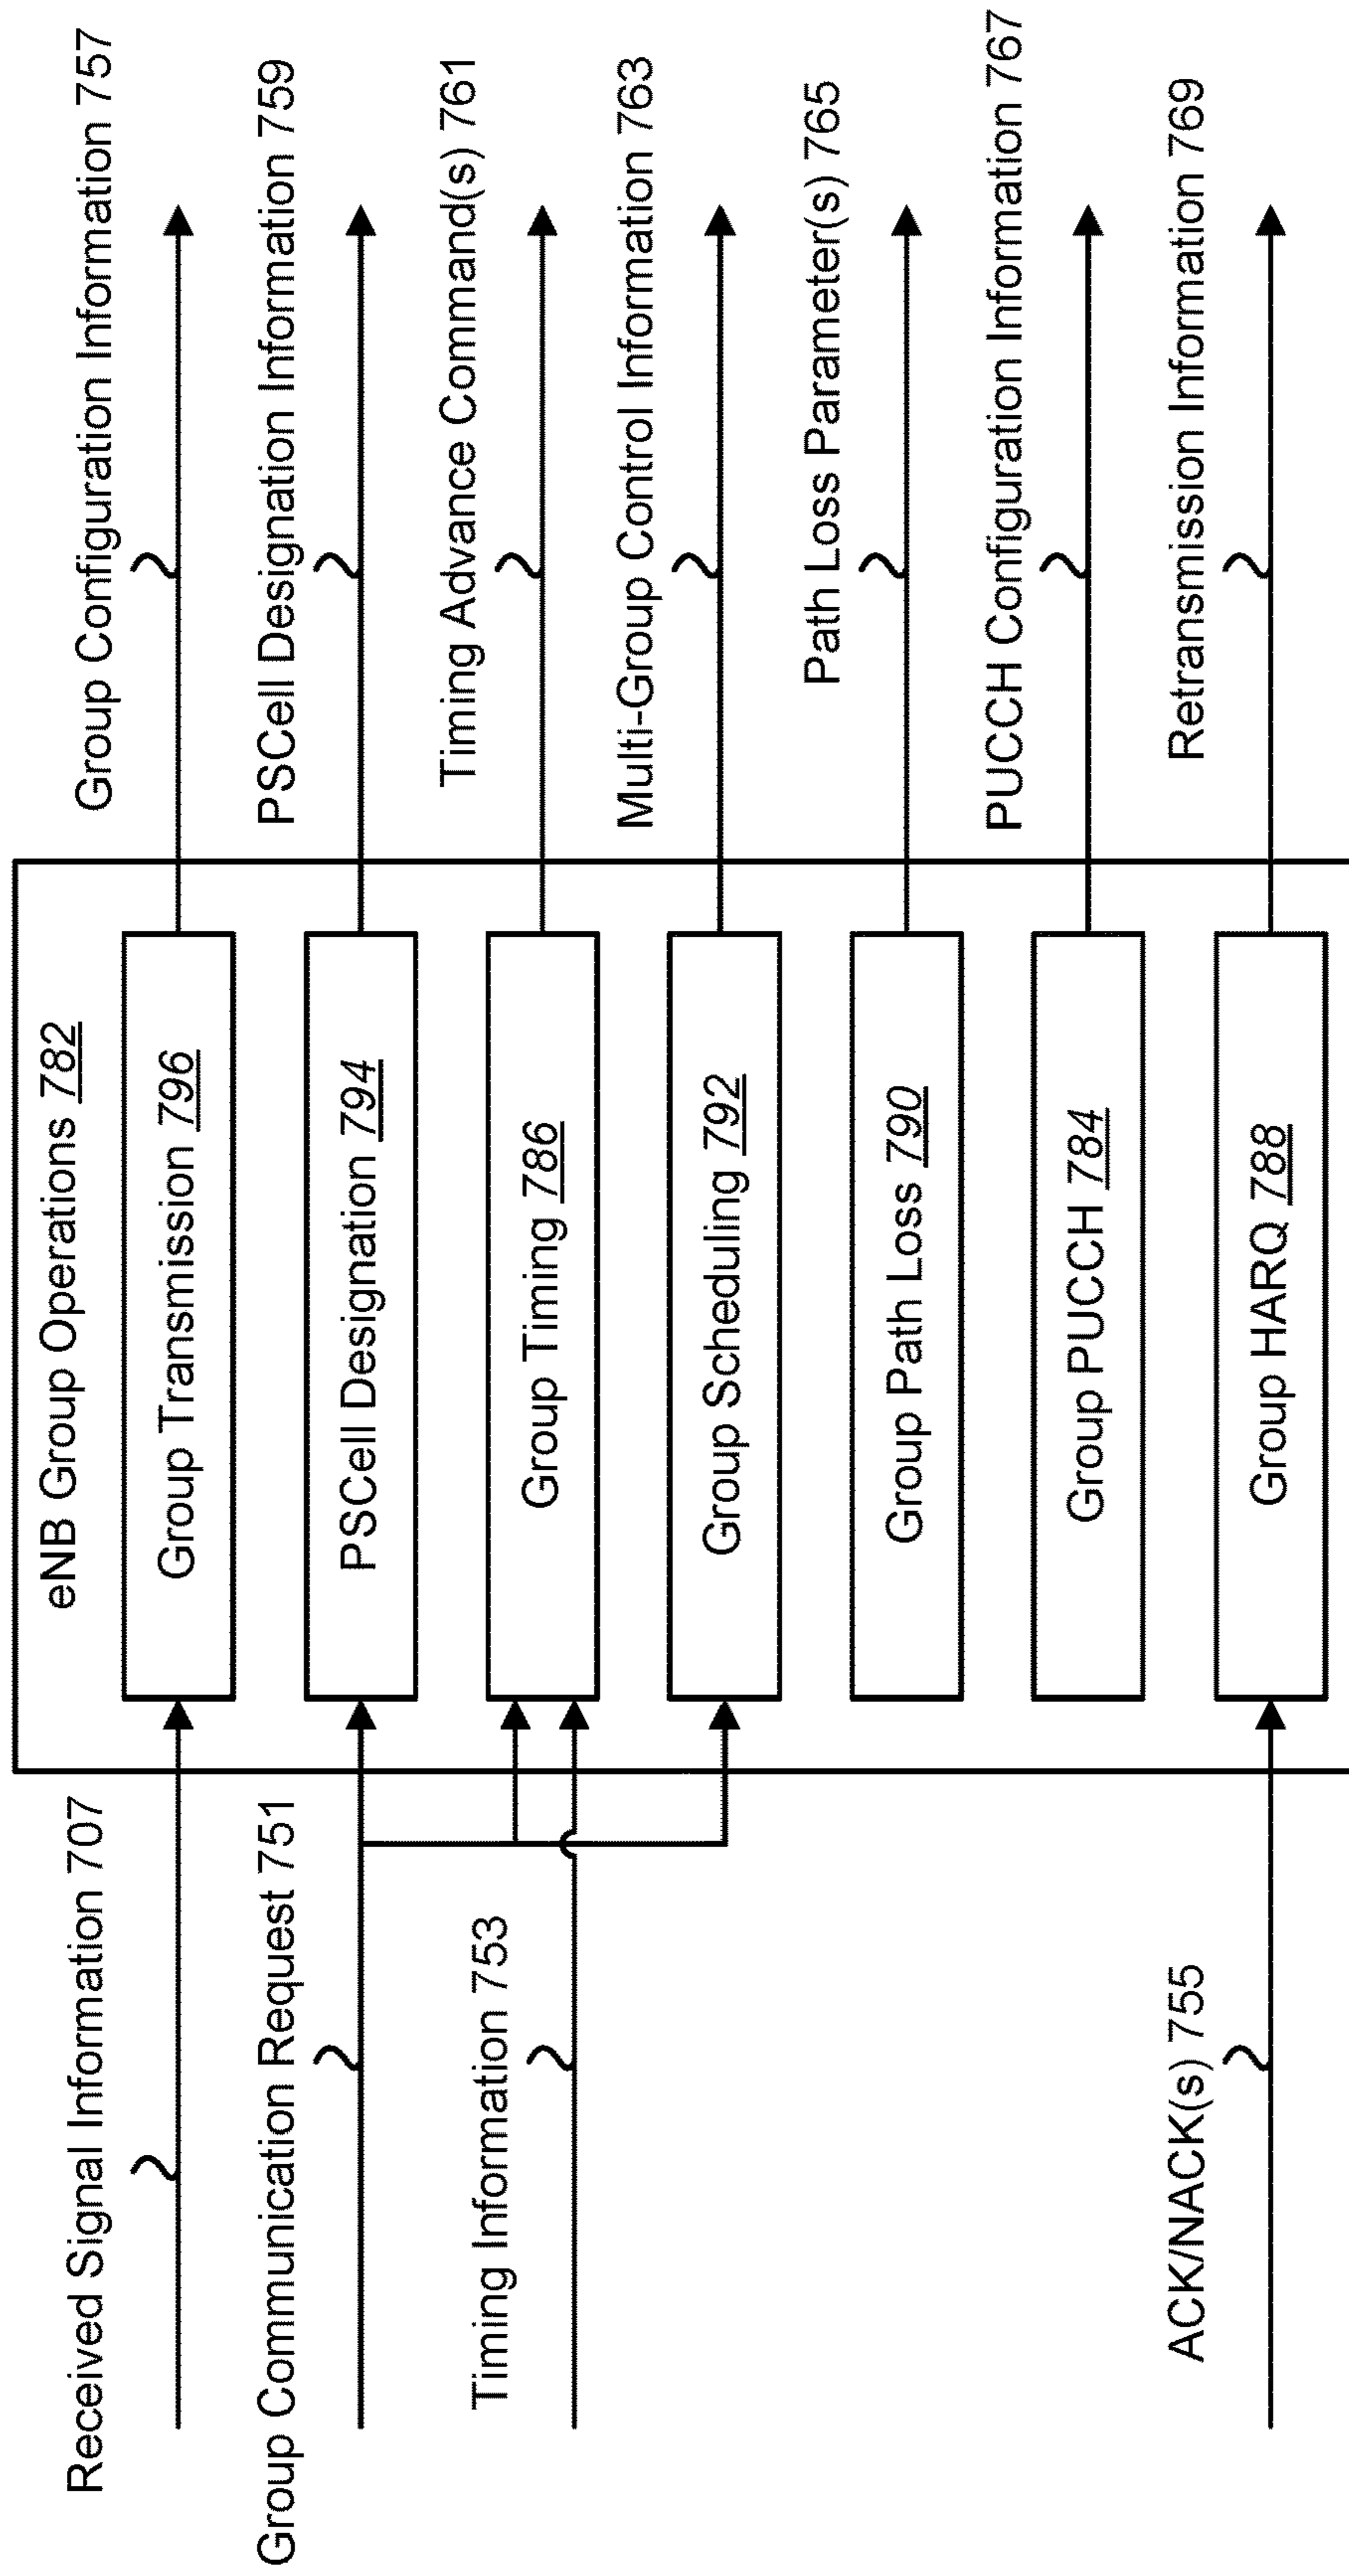 eNB Group Operations 782
Received Signal Information 707
Group Transmission 796
Group Configuration Information 757
Group Communication Request 751
PSCell Designation 794
PSCell Designation Information 759
Timing Information 753
Group Timing 786
Timing Advance Command(s) 761
Group Scheduling 792
Multi-Group Control Information 763
Group Path Loss 790
Path Loss Parameter(s) 765
Group PUCCH 784
PUCCH Configuration Information 767
ACK/NACK(s) 755
Group HARQ 788
Retransmission Information 769